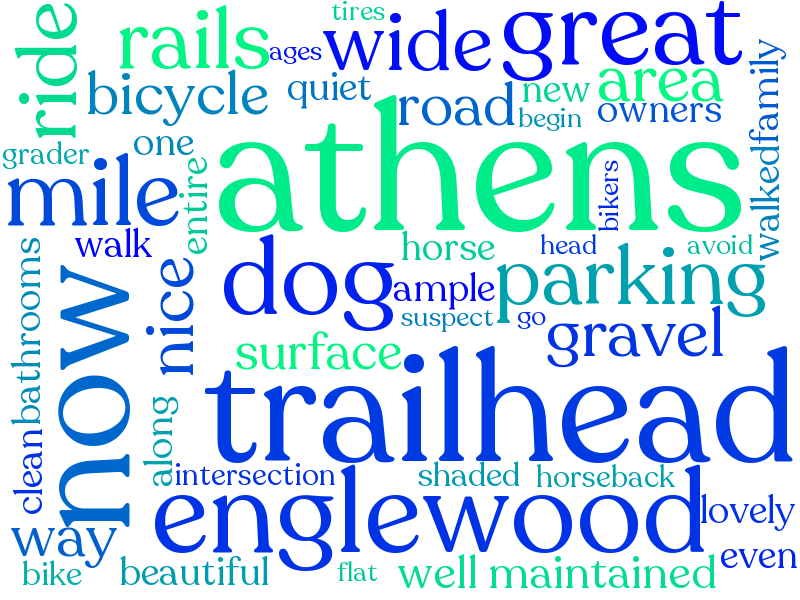 tires
great
rails
wide
ride
ages
bicycle
quiet
area
new
road
owners
begin
family
one
athens
grader
entire
bikers
mile
walked
walk
horse
head
avoid
dog
nice
bathrooms
parking
ample
now
suspect
go
gravel
surface
trailhead
along
clean
intersection
shaded
horseback
englewood
lovely
way
even
bike
beautiful
flat
well maintained